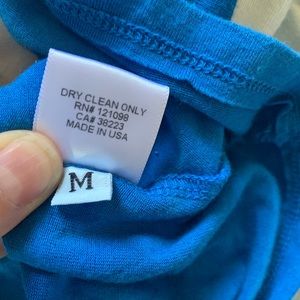 DRY CLEAN ONLY
RN# 121098
CA# 38223
MADE IN USA
M